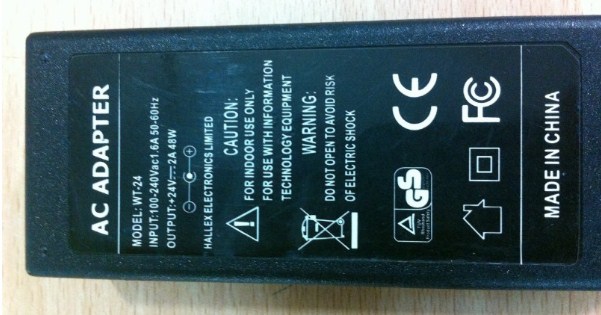 AC ADAPTER
MODEL: WT-24
INPUT:100-240Vac1.6A 50-60Hz
OUTPUT:+24V⎓2A 48W
HALLEX ELECTRONICS LIMITED
CAUTION:
FOR INDOOR USE ONLY
FOR USE WITH INFORMATION
TECHNOLOGY EQUIPMENT
WARNING:
DO NOT OPEN TO AVOID RISK
OF ELECTRIC SHOCK
CE
FC
GS
MADE IN CHINA